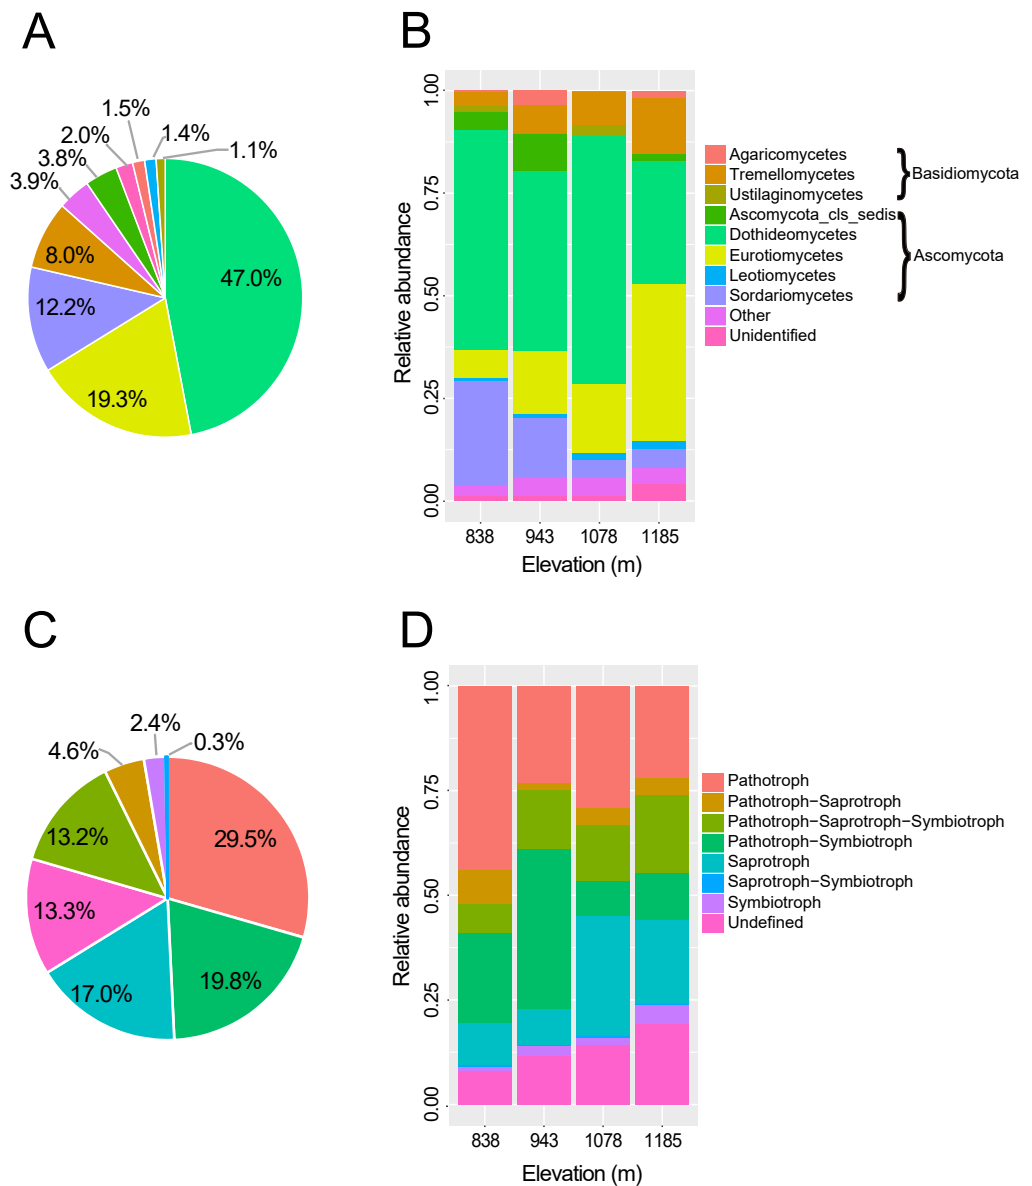 A
1.5%
1.4%
2.0%
1.1%
3.8%
3.9%
8.0%
47.0%
12.2%
19.3%
B
1.00
0.75
0.50
0.25
0.00
Relative abundance
838 943 1078 1185
Elevation (m)
Agaricomycetes
Tremellomycetes
Ustilaginomycetes
Ascomycota_cls_sedis
Dothideomycetes
Eurotiomycetes
Leotiomycetes
Sordariomycetes
Other
Unidentified
} Basidiomycota
} Ascomycota
C
2.4%
0.3%
4.6%
13.2%
29.5%
13.3%
19.8%
17.0%
D
1.00
0.75
0.50
0.25
0.00
Relative abundance
838 943 1078 1185
Elevation (m)
Pathotroph
Pathotroph−Saprotroph
Pathotroph−Saprotroph−Symbiotroph
Pathotroph−Symbiotroph
Saprotroph
Saprotroph−Symbiotroph
Symbiotroph
Undefined